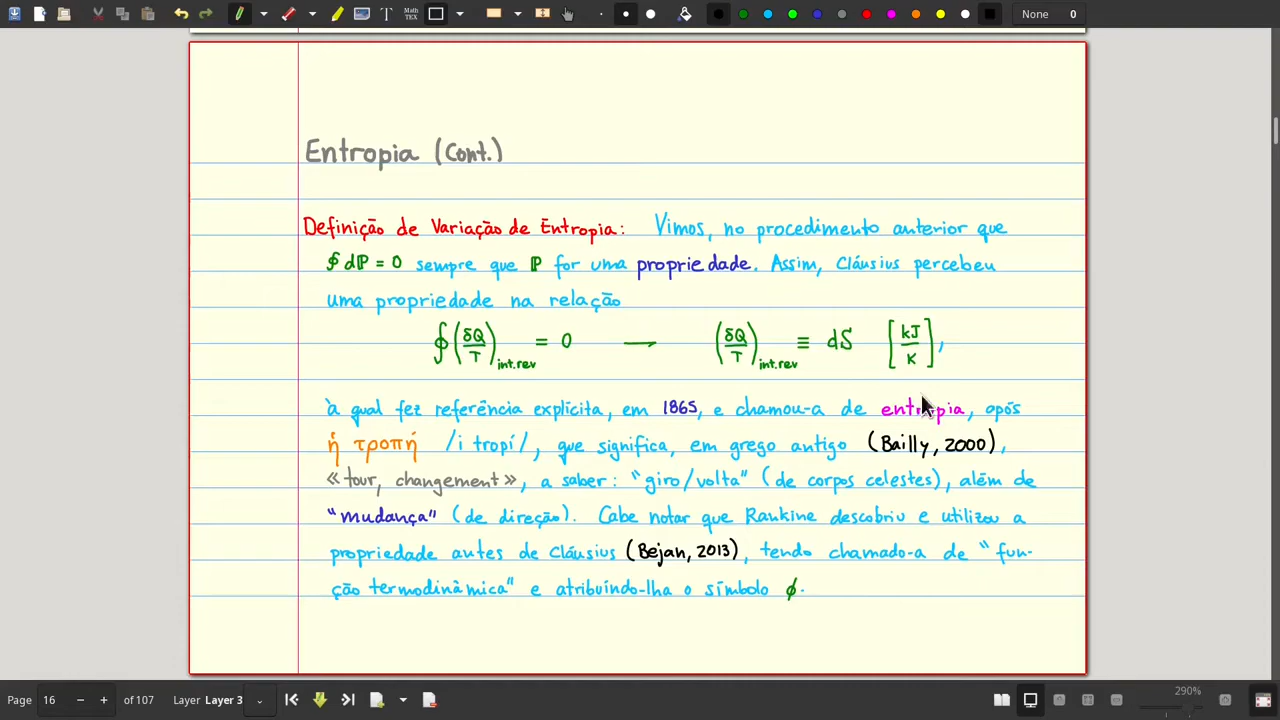 T Math TEX None 0
Entropia (Cont.)
Definição de Variação de Entropia: Vimos, no procedimento anterior que
∮dℙ = 0 sempre que ℙ for uma propriedade. Assim, Cláusius percebeu
uma propriedade na relação
∮(δQ/T)int.rev = 0 — (δQ/T)int.rev ≡ dS [kJ/K],
à qual fez referência explícita, em 1865, e chamou-a de entropia, após
ἡ τροπή /i tropí/, que significa, em grego antigo (Bailly, 2000),
«tour, changement», a saber: "giro/volta" (de corpos celestes), além de
"mudança" (de direção). Cabe notar que Rankine descobriu e utilizou a
propriedade antes de Cláusius (Bejan, 2013), tendo chamado-a de "fun-
ção termodinâmica" e atribuíndo-lha o símbolo ϕ.
Page 16 of 107 Layer Layer 3 290%